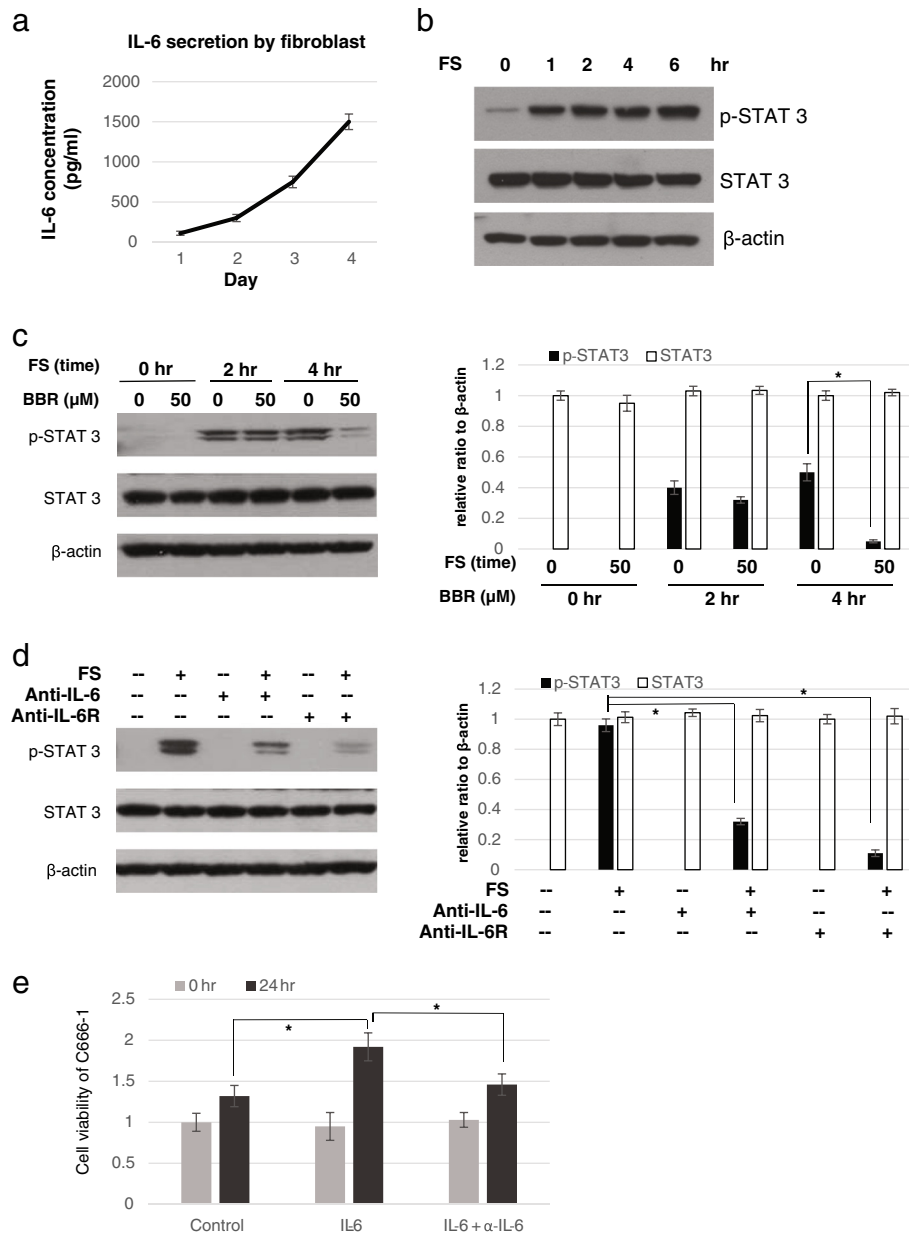 a
IL-6 secretion by fibroblast
IL-6 concentration
(pg/ml)
2000
1500
1000
500
0
1 2 3 4
Day
b
FS 0 1 2 4 6 hr
p-STAT 3
STAT 3
β-actin
c
FS (time) 0 hr 2 hr 4 hr
BBR (µM) 0 50 0 50 0 50
p-STAT 3
STAT 3
β-actin
p-STAT3 STAT3
relative ratio to β-actin
1.2
1
0.8
0.6
0.4
0.2
0
*
FS (time) 0 50 0 50 0 50
BBR (µM) 0 hr 2 hr 4 hr
d
FS -- + -- + -- +
Anti-IL-6 -- -- + + -- --
Anti-IL-6R -- -- -- -- + +
p-STAT 3
STAT 3
β-actin
p-STAT3 STAT3
relative ratio to β-actin
1.2
1
0.8
0.6
0.4
0.2
0
* *
FS -- + -- + -- +
Anti-IL-6 -- -- + + -- --
Anti-IL-6R -- -- -- -- + +
e
0 hr 24 hr
Cell viability of C666-1
2.5
2
1.5
1
0.5
0
* *
Control IL-6 IL-6 + α-IL-6